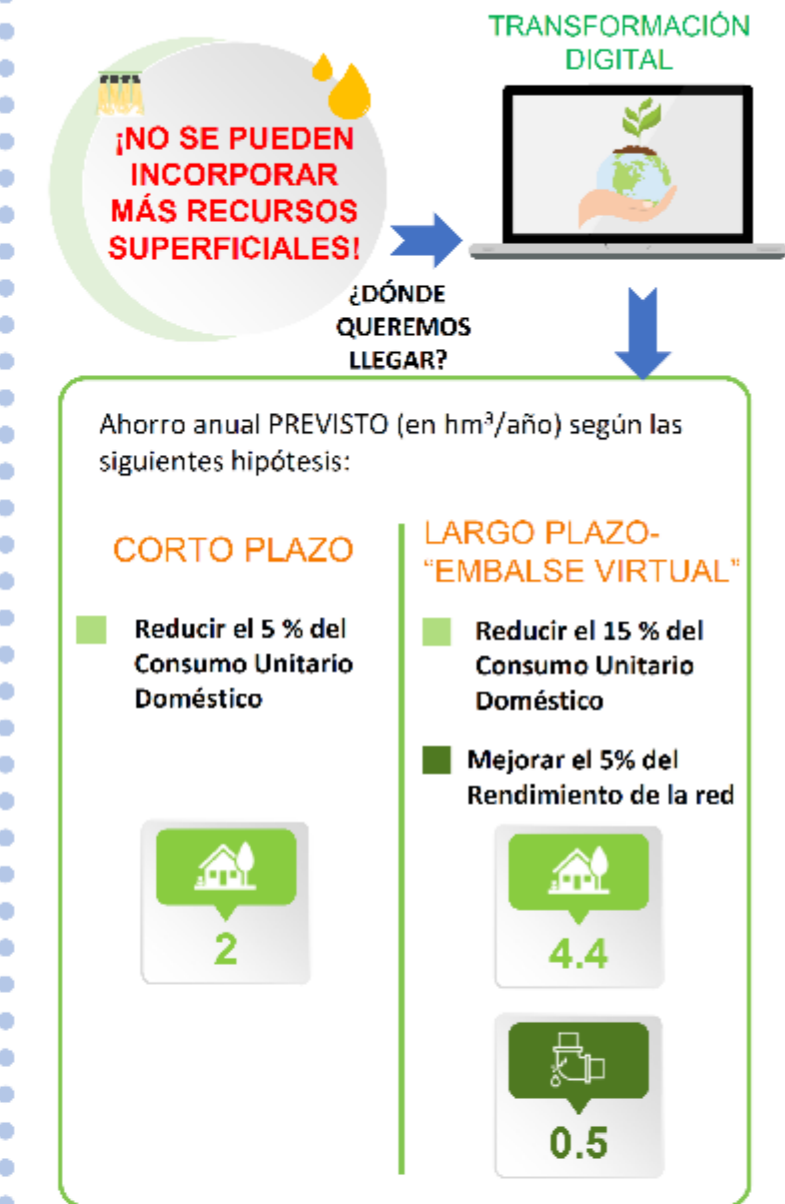 TRANSFORMACIÓN
DIGITAL
¡NO SE PUEDEN
INCORPORAR
MÁS RECURSOS
SUPERFICIALES!
¿DÓNDE
QUEREMOS
LLEGAR?
Ahorro anual PREVISTO (en hm³/año) según las
siguientes hipótesis:
CORTO PLAZO
Reducir el 5 % del
Consumo Unitario
Doméstico
2
LARGO PLAZO-
“EMBALSE VIRTUAL”
Reducir el 15 % del
Consumo Unitario
Doméstico
Mejorar el 5% del
Rendimiento de la red
4.4
0.5